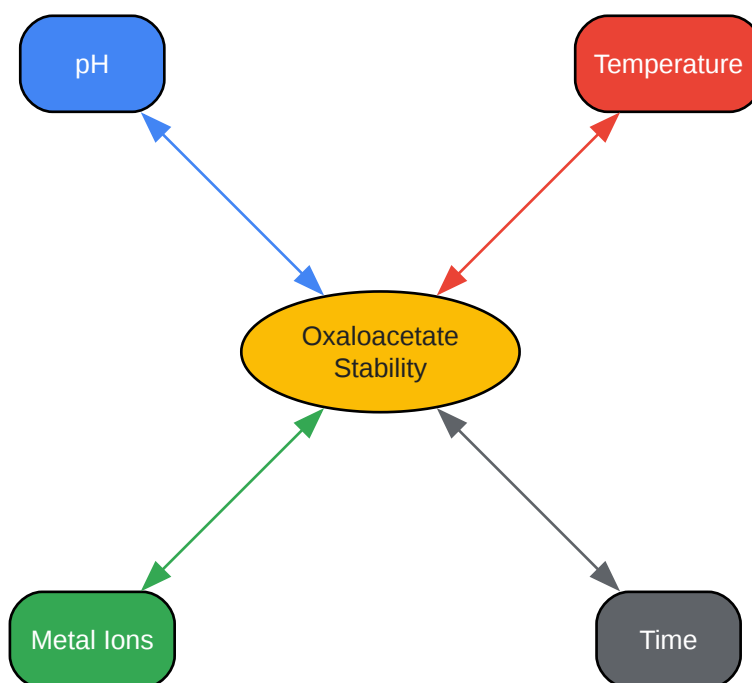 pH
Temperature
Oxaloacetate
Stability
Metal Ions
Time